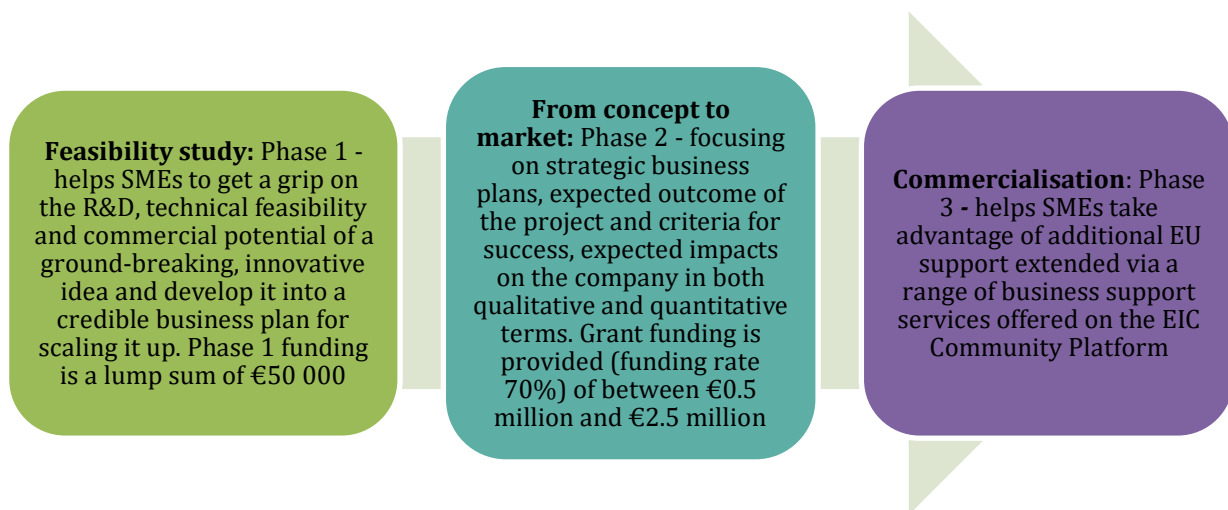 Feasibility study: Phase 1 -
helps SMEs to get a grip on
the R&D, technical feasibility
and commercial potential of a
ground-breaking, innovative
idea and develop it into a
credible business plan for
scaling it up. Phase 1 funding
is a lump sum of €50 000
From concept to
market: Phase 2 - focusing
on strategic business
plans, expected outcome of
the project and criteria for
success, expected impacts
on the company in both
qualitative and quantitative
terms. Grant funding is
provided (funding rate
70%) of between €0.5
million and €2.5 million
Commercialisation: Phase
3 - helps SMEs take
advantage of additional EU
support extended via a
range of business support
services offered on the EIC
Community Platform